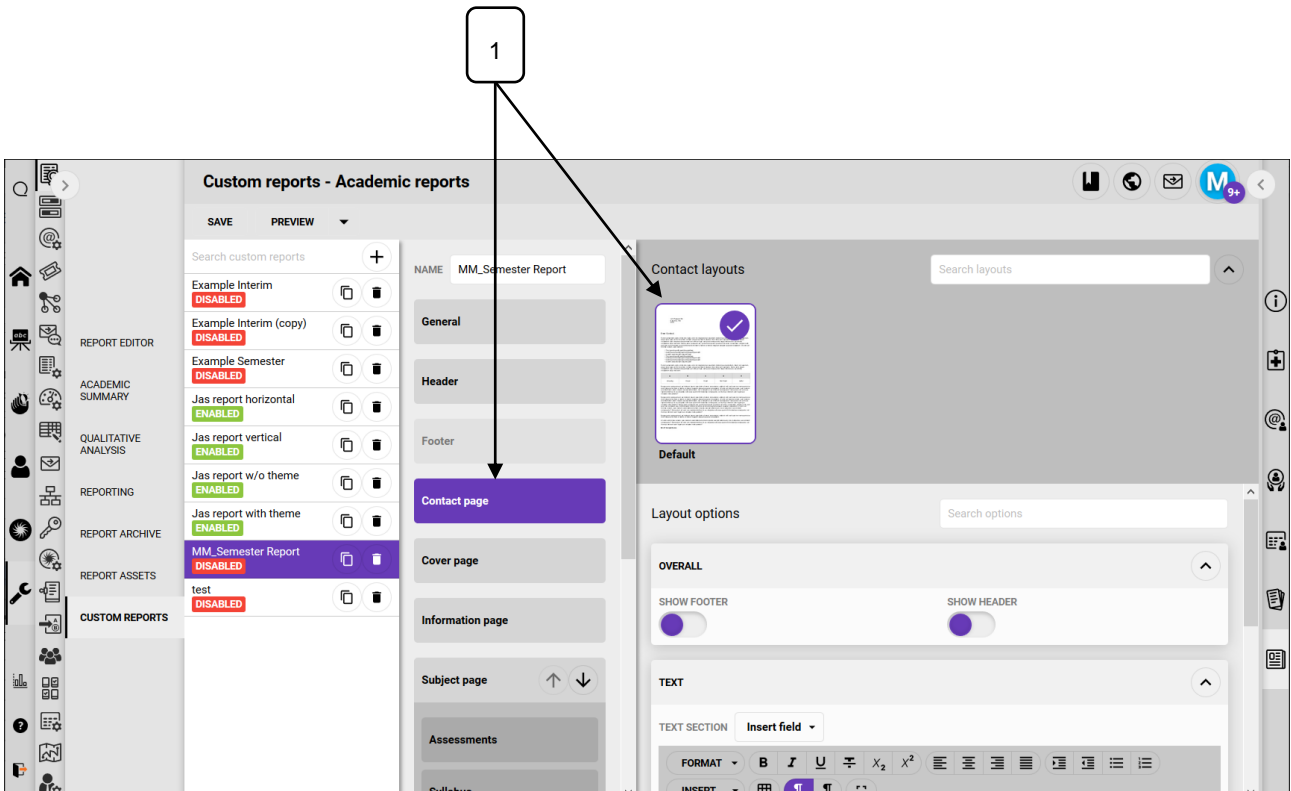 1
Custom reports - Academic reports
M
9+
SAVE PREVIEW
Search custom reports
Example Interim
DISABLED
Example Interim (copy)
DISABLED
Example Semester
DISABLED
Jas report horizontal
ENABLED
Jas report vertical
ENABLED
Jas report w/o theme
ENABLED
Jas report with theme
ENABLED
MM_Semester Report
DISABLED
test
DISABLED
abc
REPORT EDITOR
ACADEMIC
SUMMARY
QUALITATIVE
ANALYSIS
REPORTING
REPORT ARCHIVE
REPORT ASSETS
CUSTOM REPORTS
NAME MM_Semester Report
General
Header
Footer
Contact page
Cover page
Information page
Subject page
Assessments
Syllabus
Contact layouts
Search layouts
Default
Layout options
Search options
OVERALL
SHOW FOOTER
SHOW HEADER
TEXT
TEXT SECTION Insert field
FORMAT B I U X₂ X²
INSERT